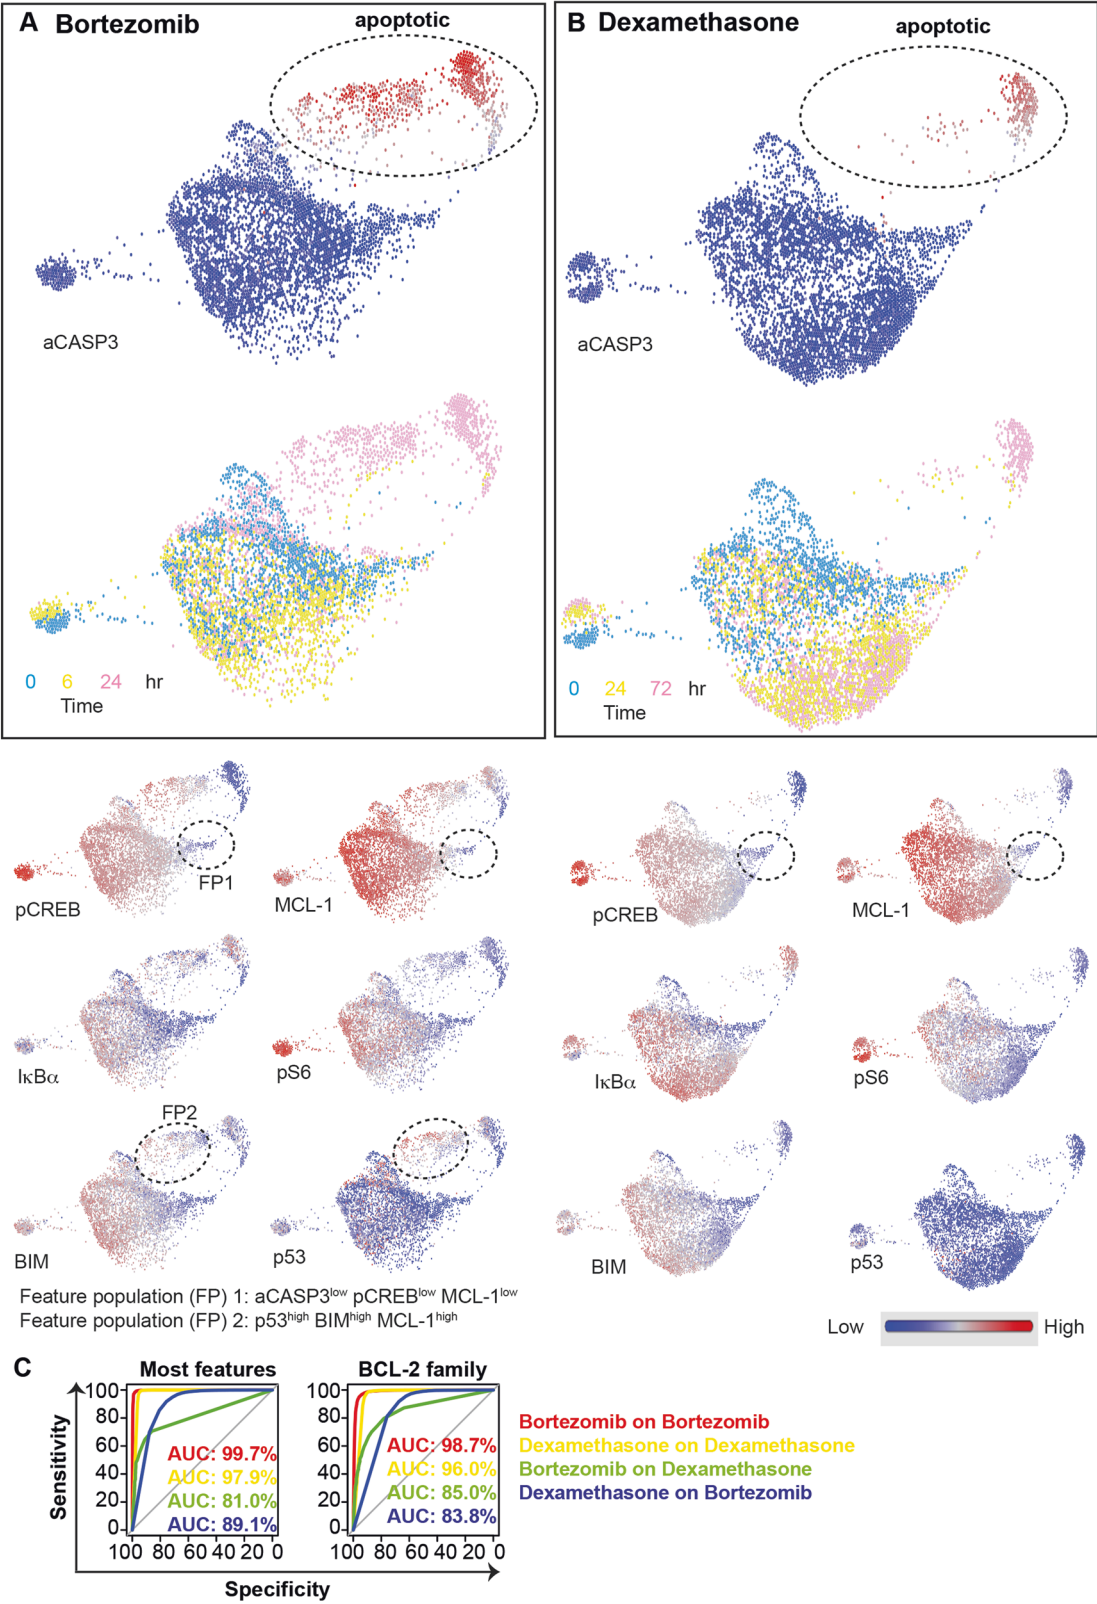 A Bortezomib
apoptotic
aCASP3
0 6 24 hr
Time
B Dexamethasone
apoptotic
aCASP3
0 24 72 hr
Time
FP1
pCREB
MCL-1
pCREB
MCL-1
IκBα
pS6
IκBα
pS6
FP2
BIM
p53
BIM
p53
Feature population (FP) 1: aCASP3low pCREBlow MCL-1low
Feature population (FP) 2: p53high BIMhigh MCL-1high
Low High
C
Most features
Sensitivity
100
80
60
40
20
0
AUC: 99.7%
AUC: 97.9%
AUC: 81.0%
AUC: 89.1%
100 80 60 40 20 0
BCL-2 family
100
80
60
40
20
0
AUC: 98.7%
AUC: 96.0%
AUC: 85.0%
AUC: 83.8%
100 80 60 40 20 0
Specificity
Bortezomib on Bortezomib
Dexamethasone on Dexamethasone
Bortezomib on Dexamethasone
Dexamethasone on Bortezomib